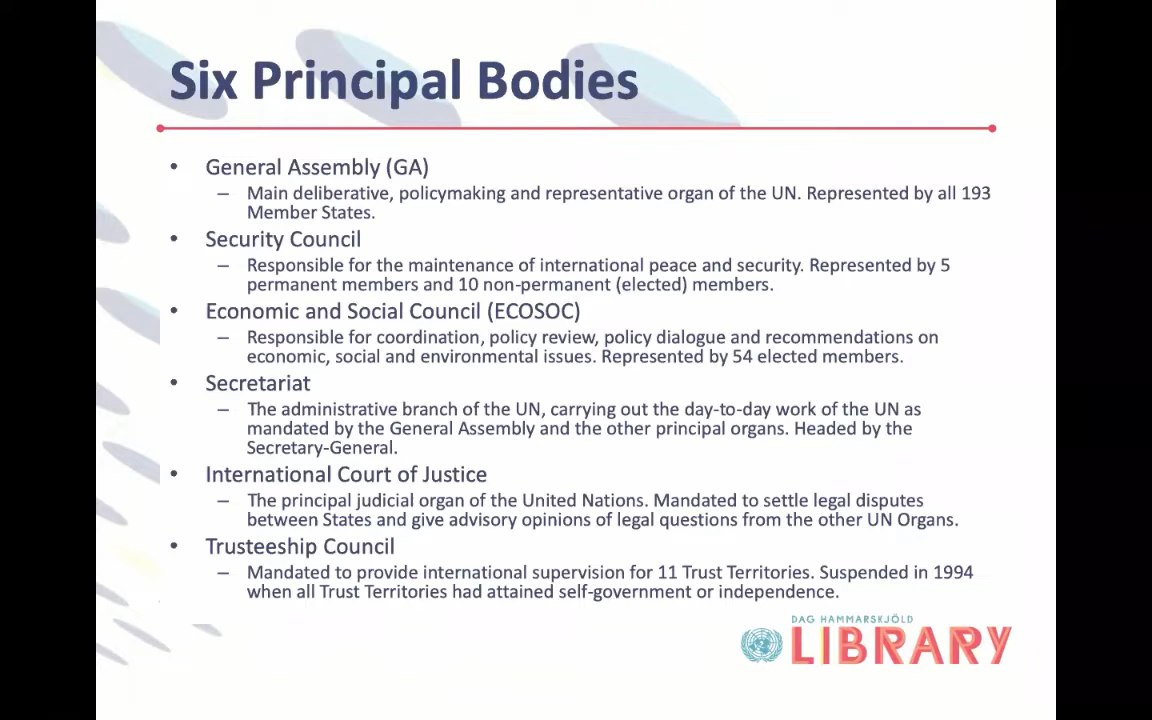 Six Principal Bodies
• General Assembly (GA)
– Main deliberative, policymaking and representative organ of the UN. Represented by all 193
Member States.
• Security Council
– Responsible for the maintenance of international peace and security. Represented by 5
permanent members and 10 non-permanent (elected) members.
• Economic and Social Council (ECOSOC)
– Responsible for coordination, policy review, policy dialogue and recommendations on
economic, social and environmental issues. Represented by 54 elected members.
• Secretariat
– The administrative branch of the UN, carrying out the day-to-day work of the UN as
mandated by the General Assembly and the other principal organs. Headed by the
Secretary-General.
• International Court of Justice
– The principal judicial organ of the United Nations. Mandated to settle legal disputes
between States and give advisory opinions of legal questions from the other UN Organs.
• Trusteeship Council
– Mandated to provide international supervision for 11 Trust Territories. Suspended in 1994
when all Trust Territories had attained self-government or independence.
DAG HAMMARSKJÖLD
LIBRARY